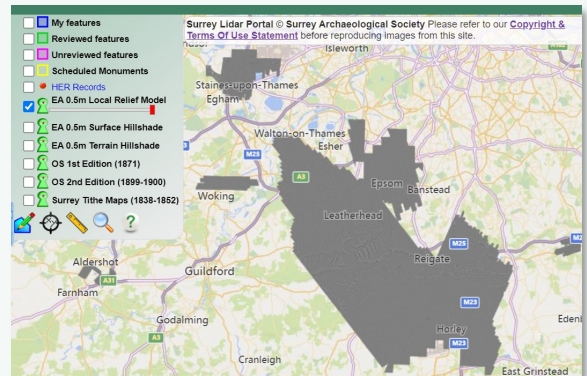 My features
Reviewed features
Unreviewed features
Scheduled Monuments
HER Records
EA 0.5m Local Relief Model
EA 0.5m Surface Hillshade
EA 0.5m Terrain Hillshade
OS 1st Edition (1871)
OS 2nd Edition (1899-1900)
Surrey Tithe Maps (1838-1852)
?
Surrey Lidar Portal © Surrey Archaeological Society Please refer to our Copyright &
Terms Of Use Statement before reproducing images from this site.
Isleworth
Staines-upon-Thames
Egham
Walton-on-Thames
Esher
M25
A3
Epsom
Banstead
Woking
Leatherhead
M25
Reigate
Aldershot
A31
Guildford
Farnham
M23
Godalming
Horley
A3
M23
Cranleigh
East Grinstead